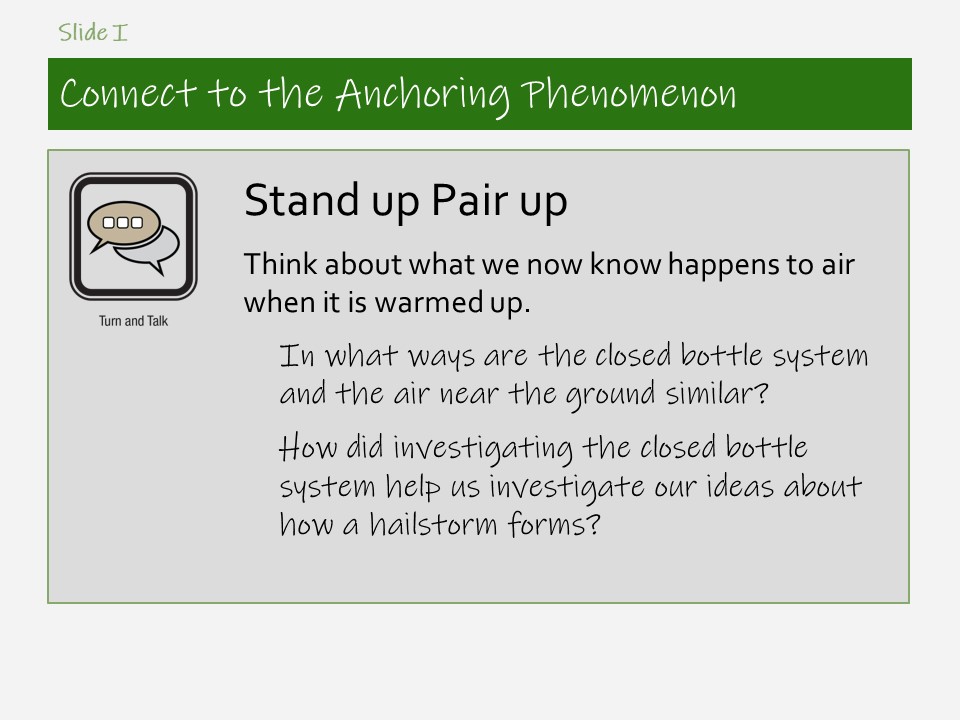 Slide I
Connect to the Anchoring Phenomenon
Stand up Pair up
Think about what we now know happens to air
when it is warmed up.
Turn and Talk
In what ways are the closed bottle system
and the air near the ground similar?
How did investigating the closed bottle
system help us investigate our ideas about
how a hailstorm forms?